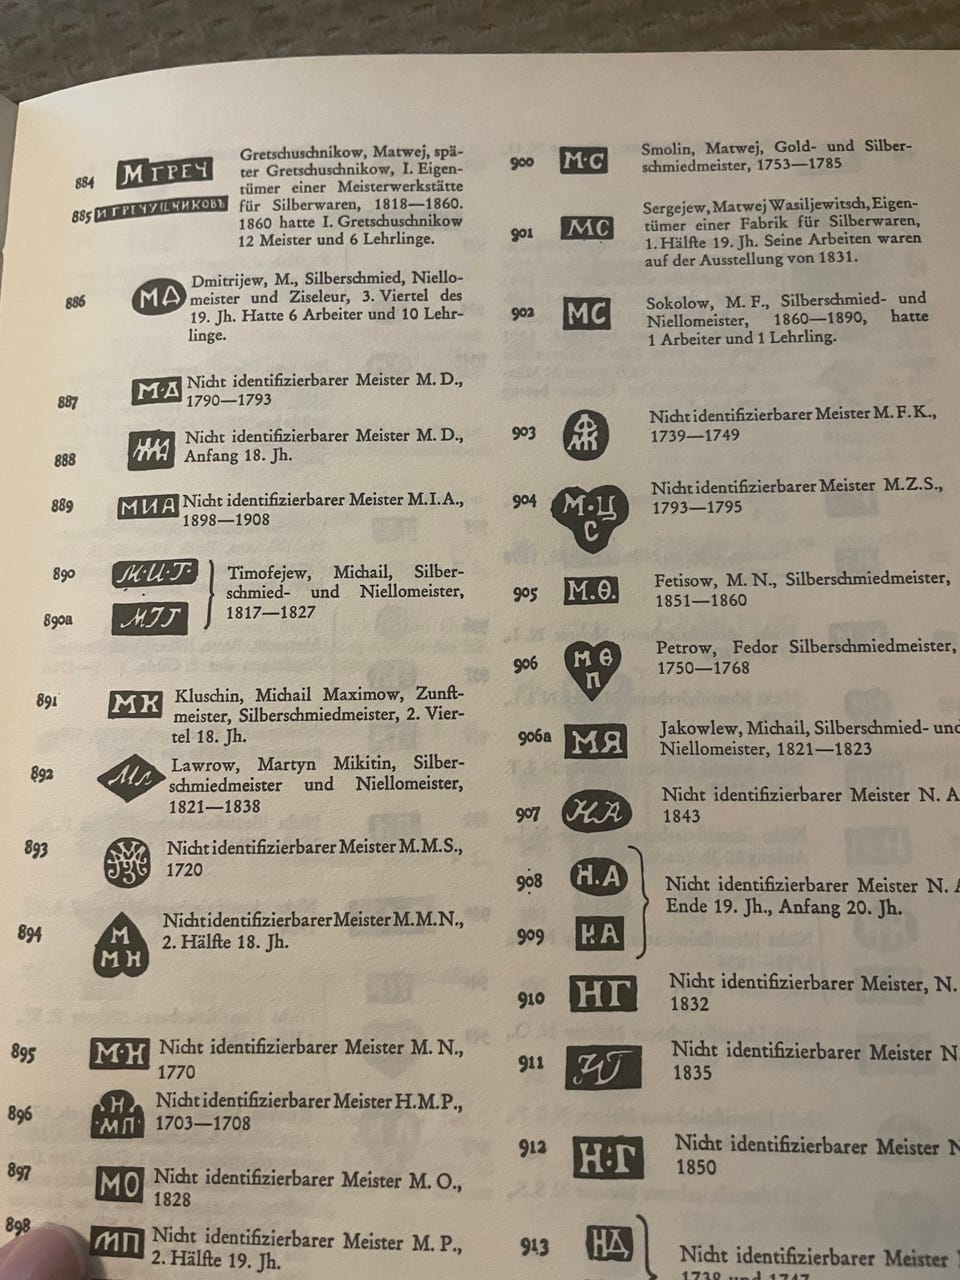 884 МГРЕЧ
Gretschuschnikow, Matwej, spä-
ter Gretschuschnikow, I. Eigen-
tümer einer Meisterwerkstätte
885 ИГРЕЧУШНИКОВЪ
für Silberwaren, 1818—1860.
1860 hatte I. Gretschuschnikow
12 Meister und 6 Lehrlinge.
886 МД
Dmitrijew, M., Silberschmied, Niello-
meister und Ziseleur, 3. Viertel des
19. Jh. Hatte 6 Arbeiter und 10 Lehr-
linge.
887 М·Д
Nicht identifizierbarer Meister M. D.,
1790—1793
888
Nicht identifizierbarer Meister M. D.,
Anfang 18. Jh.
889 МИА
Nicht identifizierbarer Meister M.I.A.,
1898—1908
890 М·И·Т
890a МІТ
Timofejew, Michail, Silber-
schmied- und Niellomeister,
1817—1827
891 МК
Kluschin, Michail Maximow, Zunft-
meister, Silberschmiedmeister, 2. Vier-
tel 18. Jh.
892 Мл
Lawrow, Martyn Mikitin, Silber-
schmiedmeister und Niellomeister,
1821—1838
893
Nicht identifizierbarer Meister M.M.S.,
1720
894 М
МН
Nicht identifizierbarer Meister M.M.N.,
2. Hälfte 18. Jh.
895 М·Н
Nicht identifizierbarer Meister M. N.,
1770
896 Н
·МП·
Nicht identifizierbarer Meister H.M.P.,
1703—1708
897 МО
Nicht identifizierbarer Meister M. O.,
1828
898 МП
Nicht identifizierbarer Meister M. P.,
2. Hälfte 19. Jh.
900 М·С
Smolin, Matwej, Gold- und Silber-
schmiedmeister, 1753—1785
901 МС
Sergejew, Matwej Wasiljewitsch, Eigen-
tümer einer Fabrik für Silberwaren,
1. Hälfte 19. Jh. Seine Arbeiten waren
auf der Ausstellung von 1831.
902 МС
Sokolow, M. F., Silberschmied- und
Niellomeister, 1860—1890, hatte
1 Arbeiter und 1 Lehrling.
903
Nicht identifizierbarer Meister M. F. K.,
1739—1749
904 М·Ц
С
Nicht identifizierbarer Meister M.Z.S.,
1793—1795
905 М.Ѳ.
Fetisow, M. N., Silberschmiedmeister,
1851—1860
906 МѲ
П
Petrow, Fedor Silberschmiedmeister,
1750—1768
906a МЯ
Jakowlew, Michail, Silberschmied- und
Niellomeister, 1821—1823
907 НА
Nicht identifizierbarer Meister N. A
1843
908 Н.А
909 НА
Nicht identifizierbarer Meister N. A
Ende 19. Jh., Anfang 20. Jh.
910 НГ
Nicht identifizierbarer Meister, N.
1832
911
Nicht identifizierbarer Meister N
1835
912 Н·Г
Nicht identifizierbarer Meister N
1850
913 НД
Nicht identifizierbarer Meister
1738 und 1747